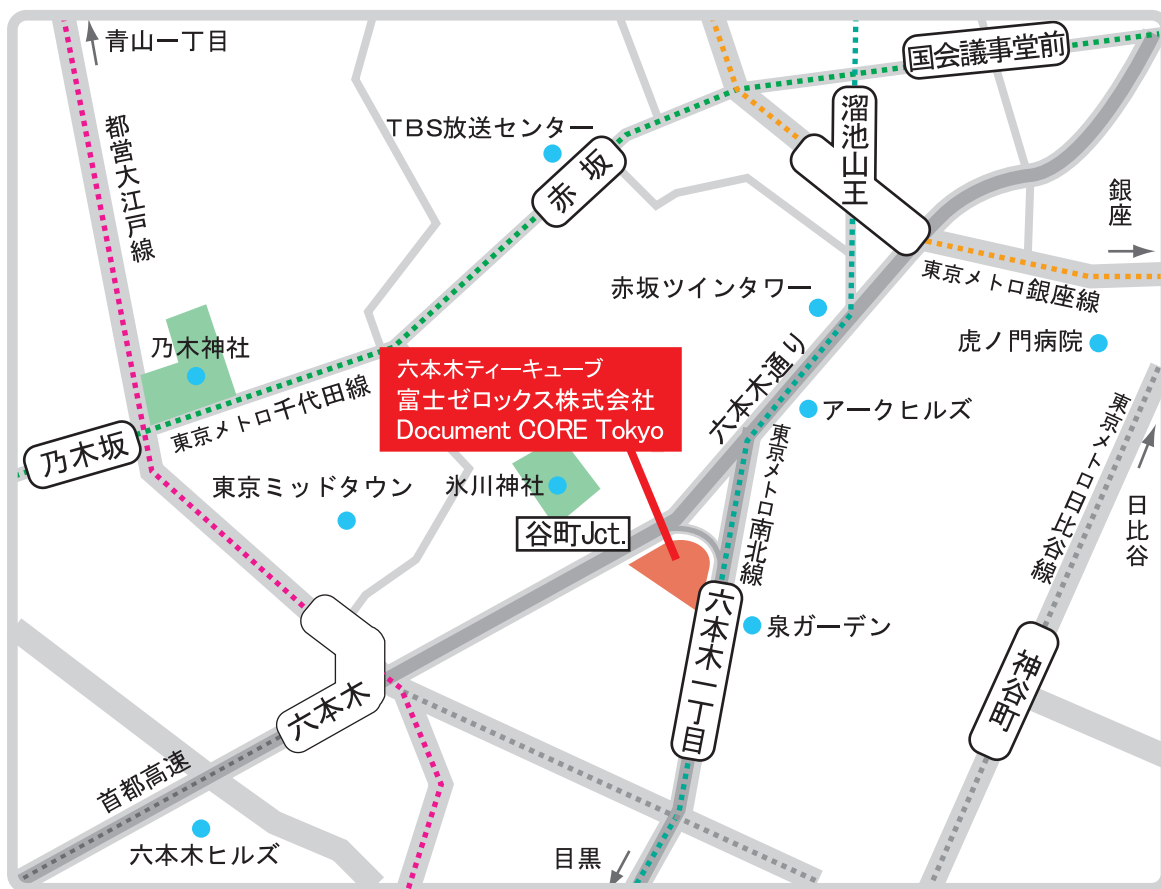 青山一丁目
国会議事堂前
都営大江戸線
TBS放送センター
溜池山王
赤坂
銀座
東京メトロ銀座線
赤坂ツインタワー
虎ノ門病院
乃木神社
六本木通り
六本木ティーキューブ
富士ゼロックス株式会社
Document CORE Tokyo
東京メトロ千代田線
アークヒルズ
東京メトロ日比谷線
乃木坂
東京メトロ南北線
東京ミッドタウン
氷川神社
日比谷
谷町Jct.
六本木一丁目
泉ガーデン
神谷町
六本木
首都高速
六本木ヒルズ
目黒